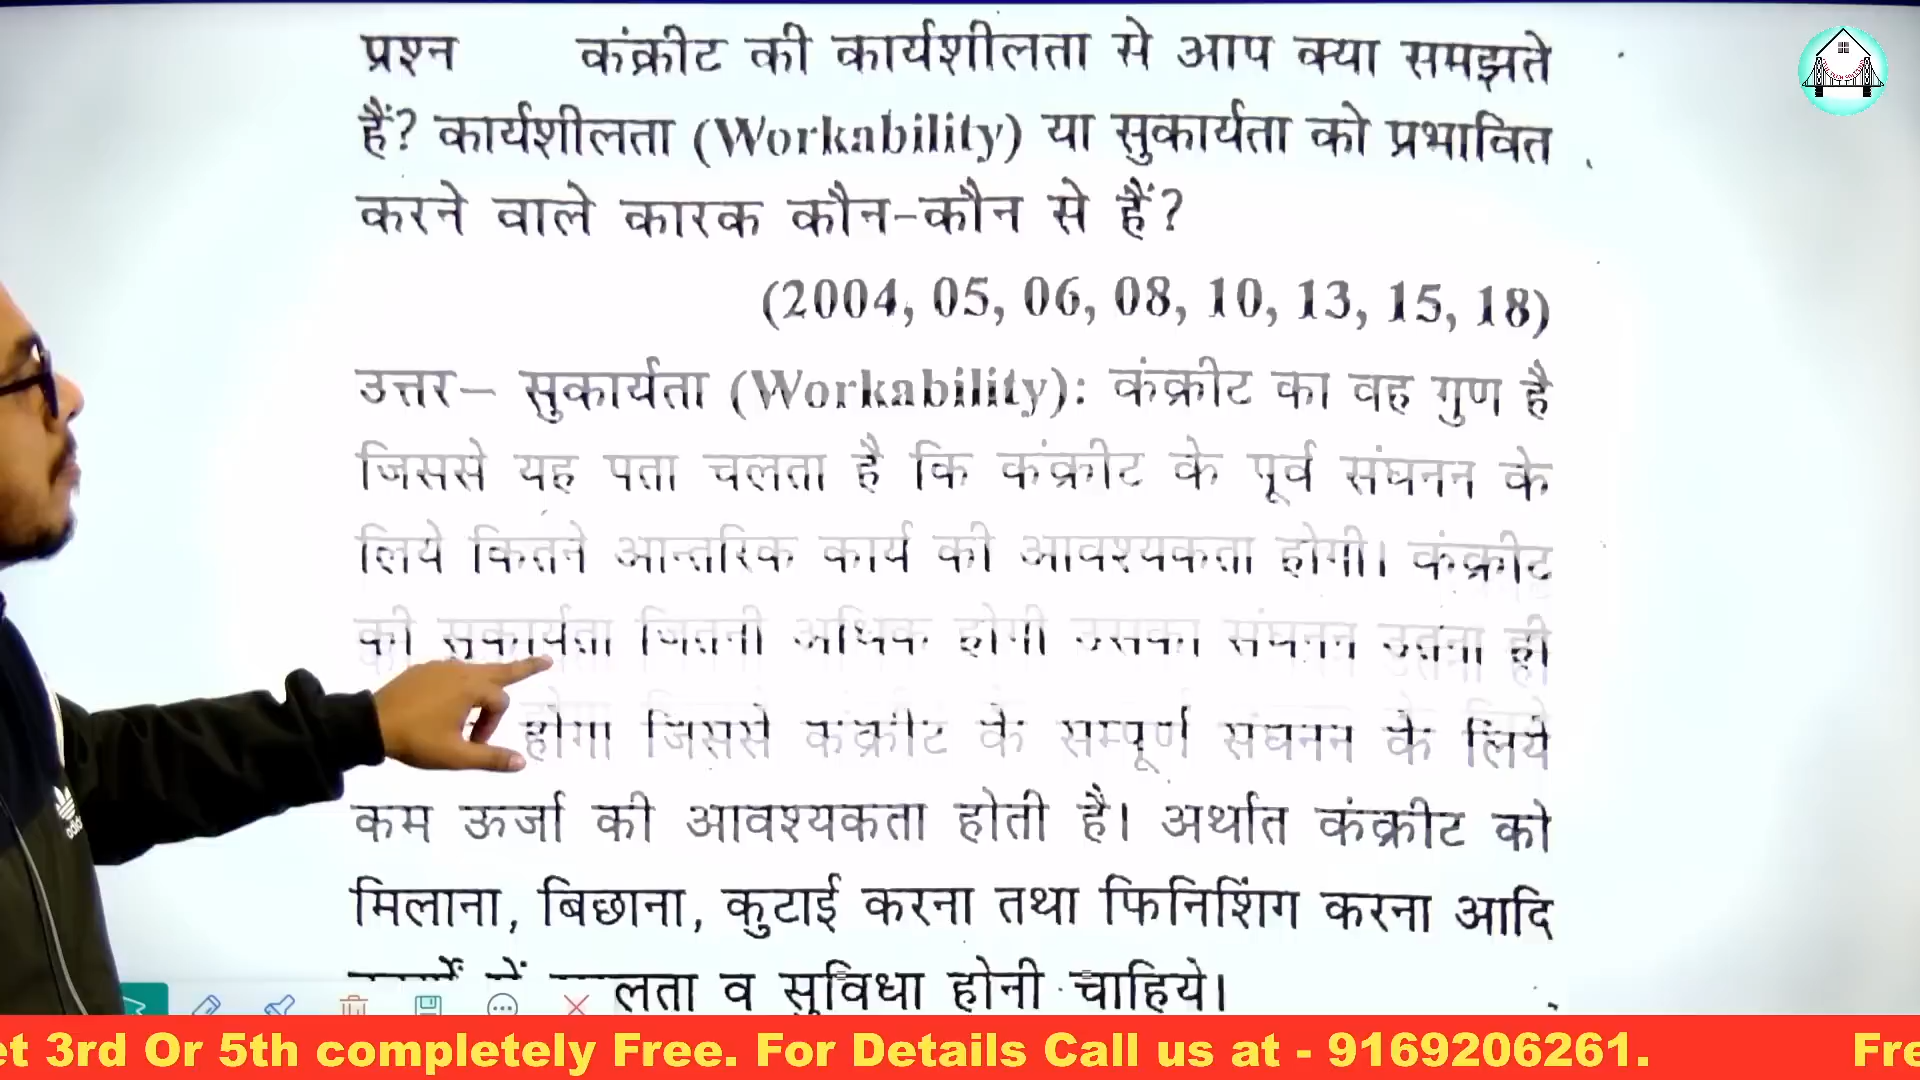 प्रश्न कंक्रीट की कार्यशीलता से आप क्या समझते
हैं? कार्यशीलता (Workability) या सुकार्यता को प्रभावित
करने वाले कारक कौन-कौन से हैं?
(2004, 05, 06, 08, 10, 13, 15, 18)
उत्तर– सुकार्यता (Workability): कंक्रीट का वह गुण है
जिससे यह पता चलता है कि कंक्रीट के पूर्व संघनन के
लिये कितने आन्तरिक कार्य की आवश्यकता होगी। कंक्रीट
की सुकार्यता जितनी अधिक होगी उसका संघनन उतना ही
होगा जिससे कंक्रीट के सम्पूर्ण संघनन के लिये
कम ऊर्जा की आवश्यकता होती है। अर्थात कंक्रीट को
मिलाना, बिछाना, कुटाई करना तथा फिनिशिंग करना आदि
व सुविधा होनी चाहिये।
et 3rd Or 5th completely Free. For Details Call us at - 9169206261. Fre